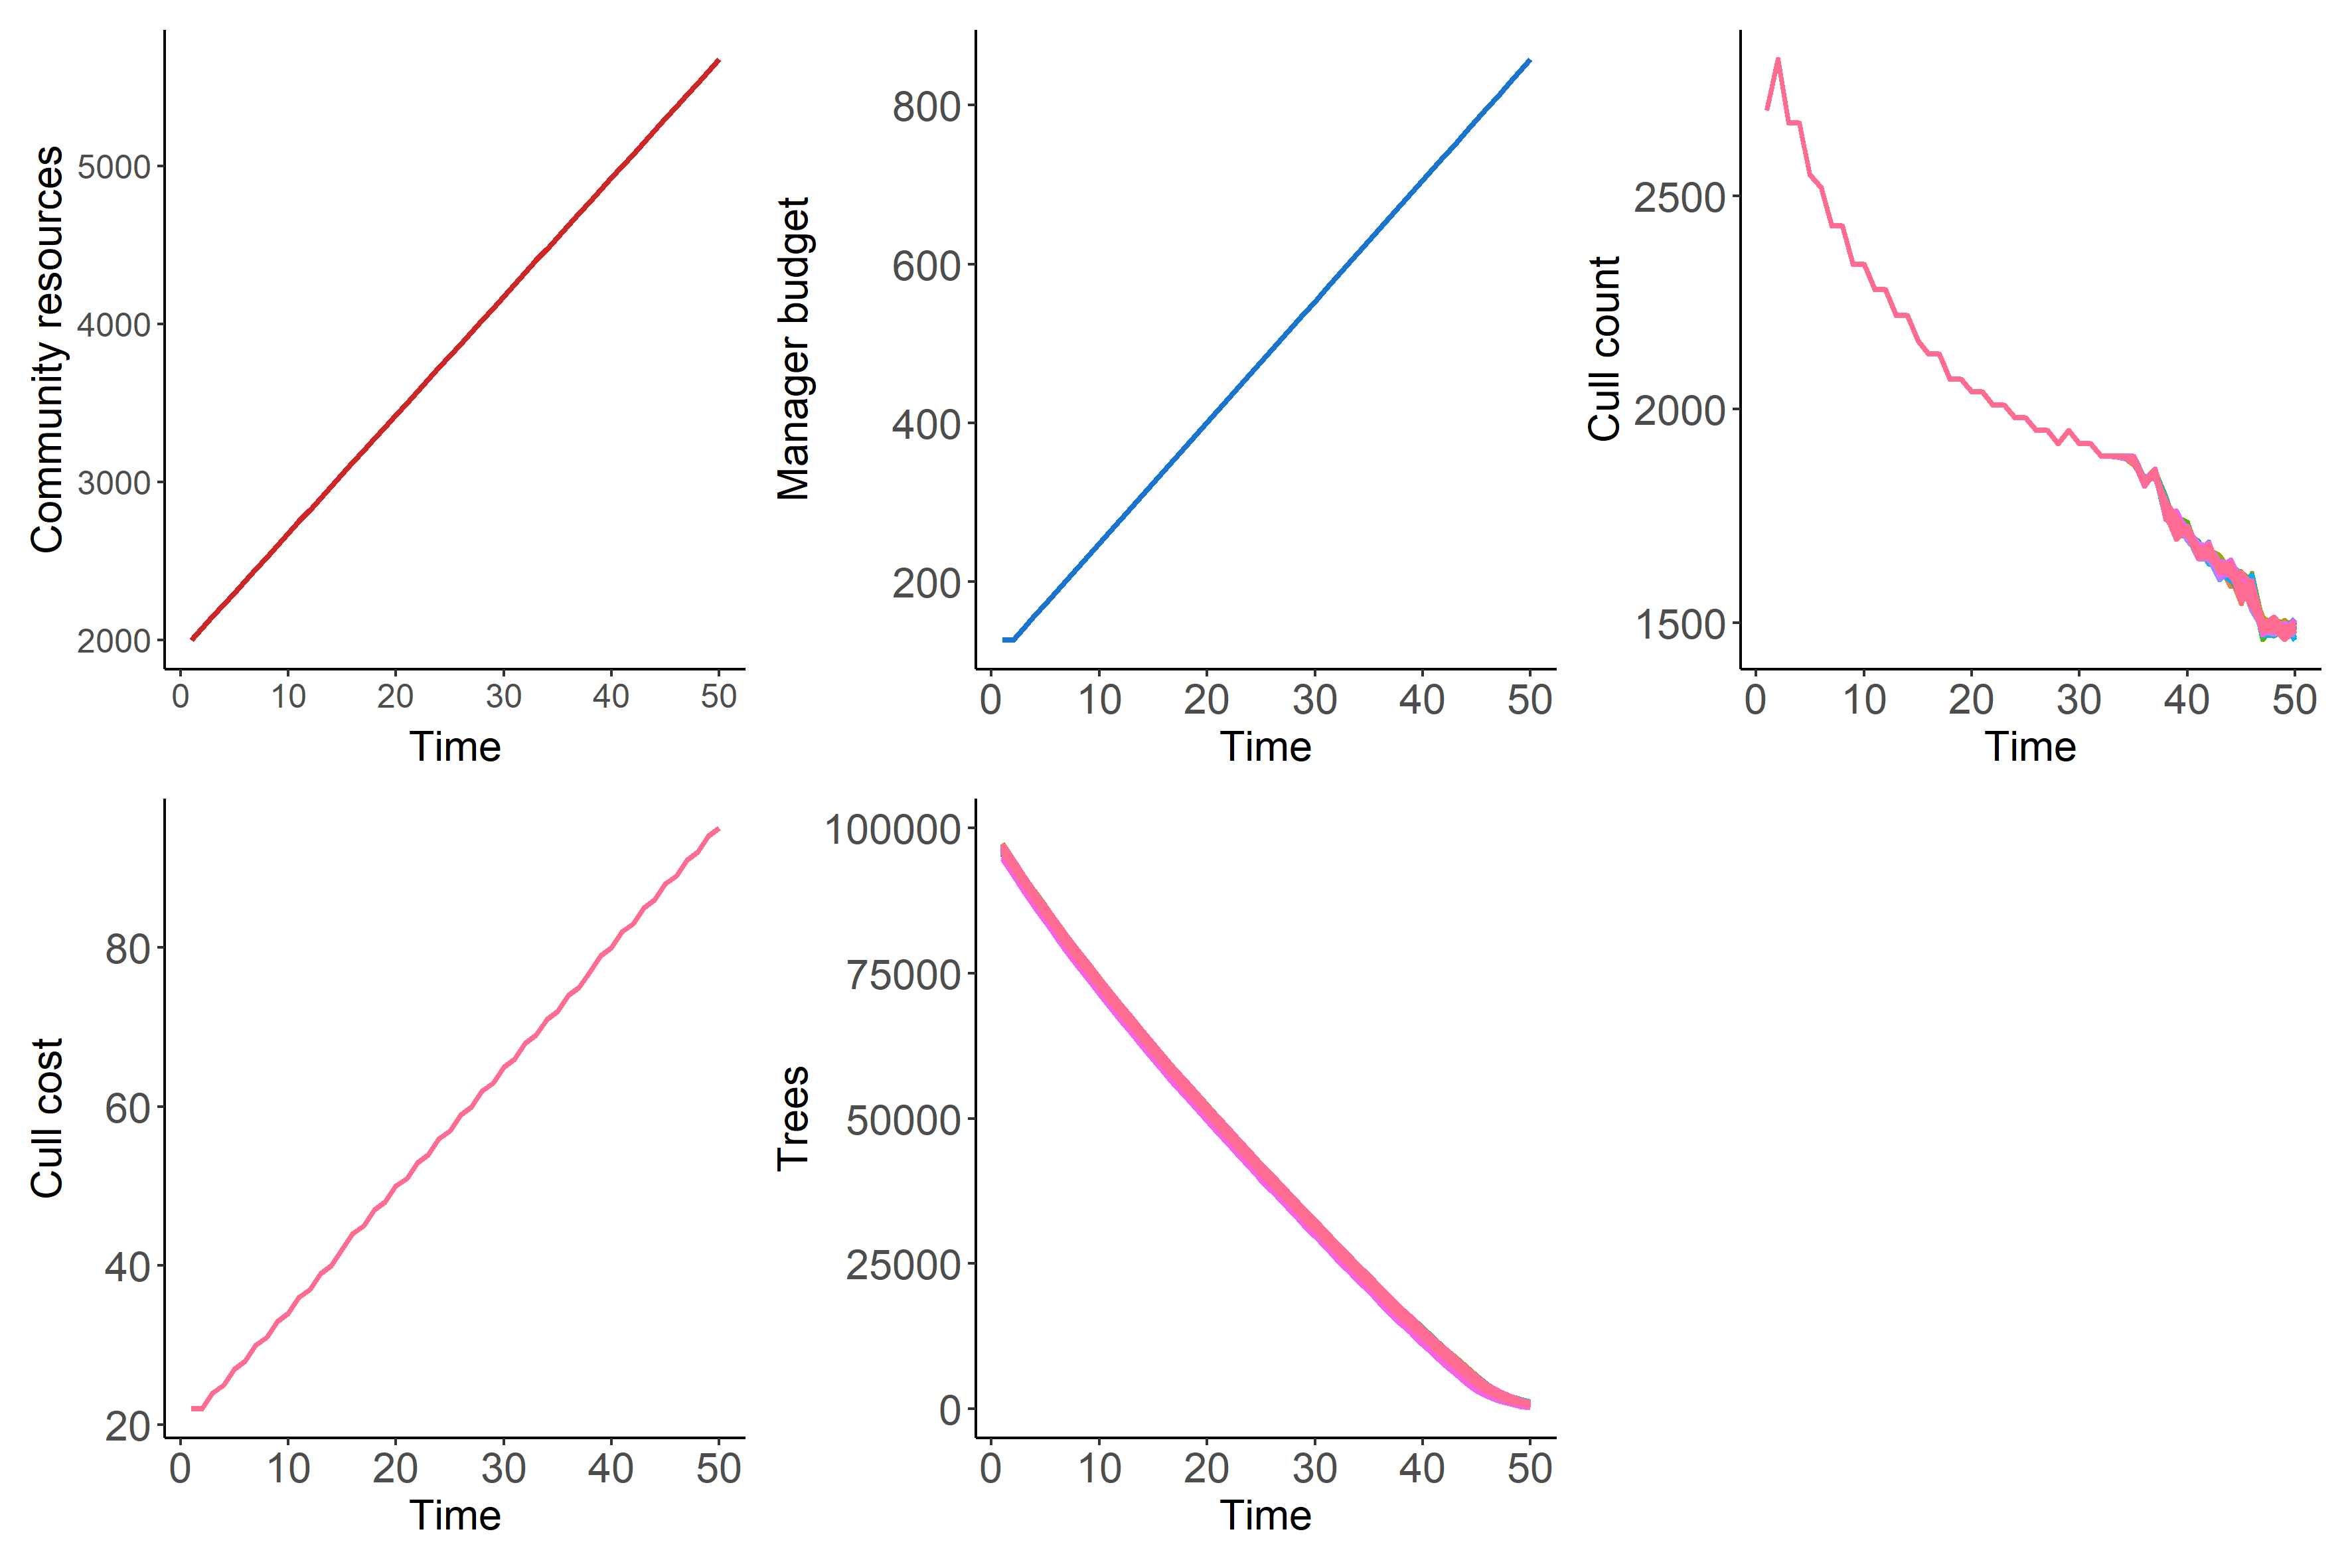 Community resources
5000
4000
3000
2000
0 10 20 30 40 50
Time
Manager budget
800
600
400
200
0 10 20 30 40 50
Time
Cull count
2500
2000
1500
0 10 20 30 40 50
Time
Cull cost
80
60
40
20
0 10 20 30 40 50
Time
Trees
100000
75000
50000
25000
0
0 10 20 30 40 50
Time